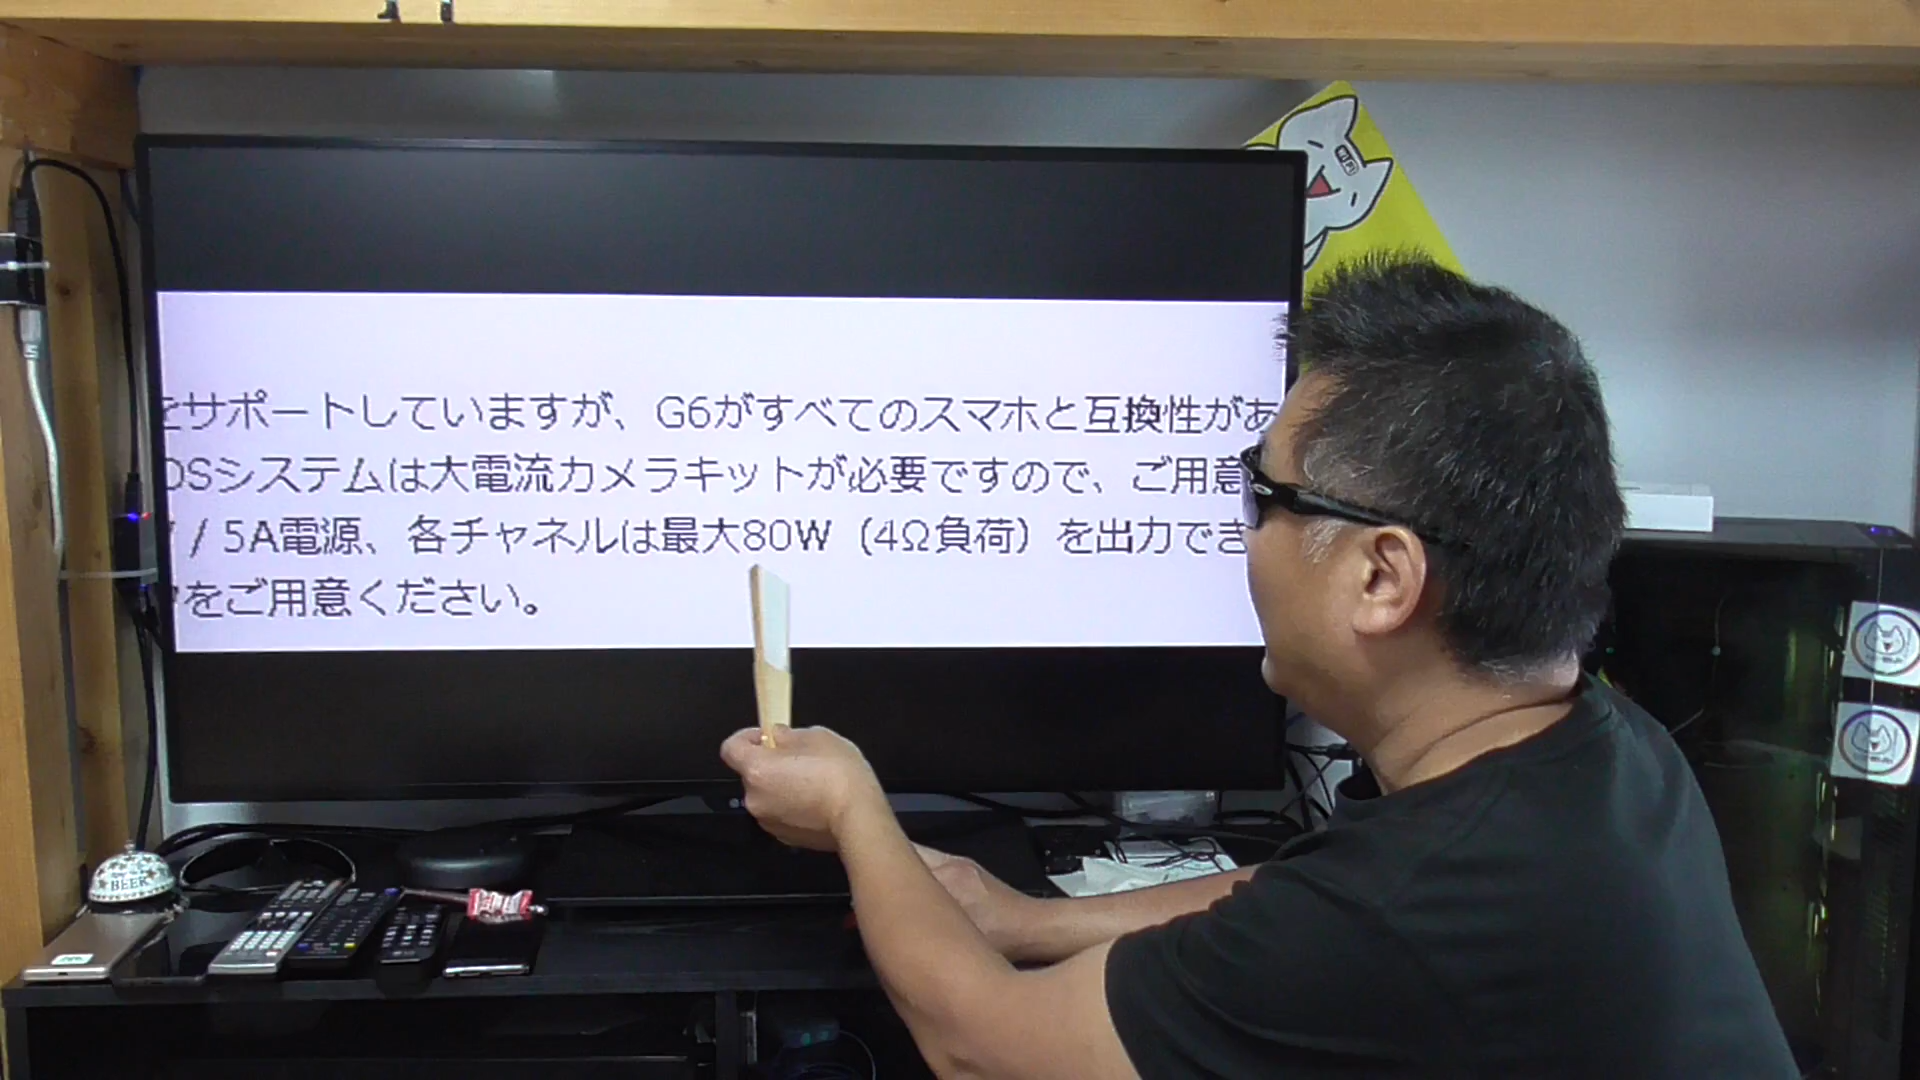 をサポートしていますが、G6がすべてのスマホと互換性があ
OSシステムは大電流カメラキットが必要ですので、ご用意
/ 5A電源、各チャネルは最大80W（4Ω負荷）を出力でき
をご用意ください。
BEER